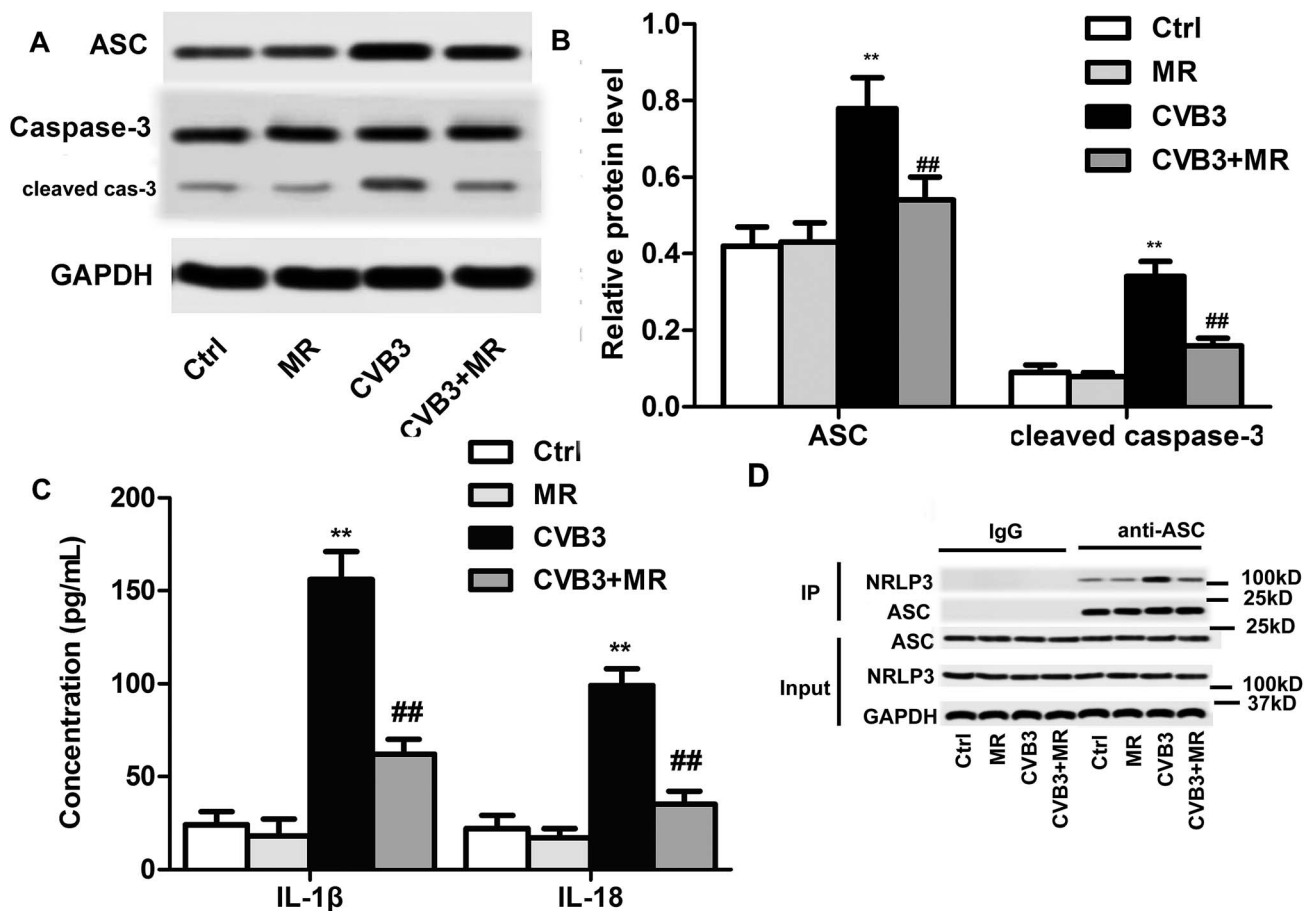 A
ASC
Caspase-3
cleaved cas-3
GAPDH
Ctrl
MR
CVB3
CVB3+MR
B
Relative protein level
1.0
0.8
0.6
0.4
0.2
0.0
**
##
**
##
ASC
cleaved caspase-3
Ctrl
MR
CVB3
CVB3+MR
C
Concentration (pg/mL)
200
150
100
50
0
**
##
**
##
IL-1β
IL-18
Ctrl
MR
CVB3
CVB3+MR
D
IgG
anti-ASC
IP
NRLP3
100kD
25kD
ASC
25kD
Input
ASC
NRLP3
100kD
37kD
GAPDH
Ctrl
MR
CVB3
CVB3+MR
Ctrl
MR
CVB3
CVB3+MR